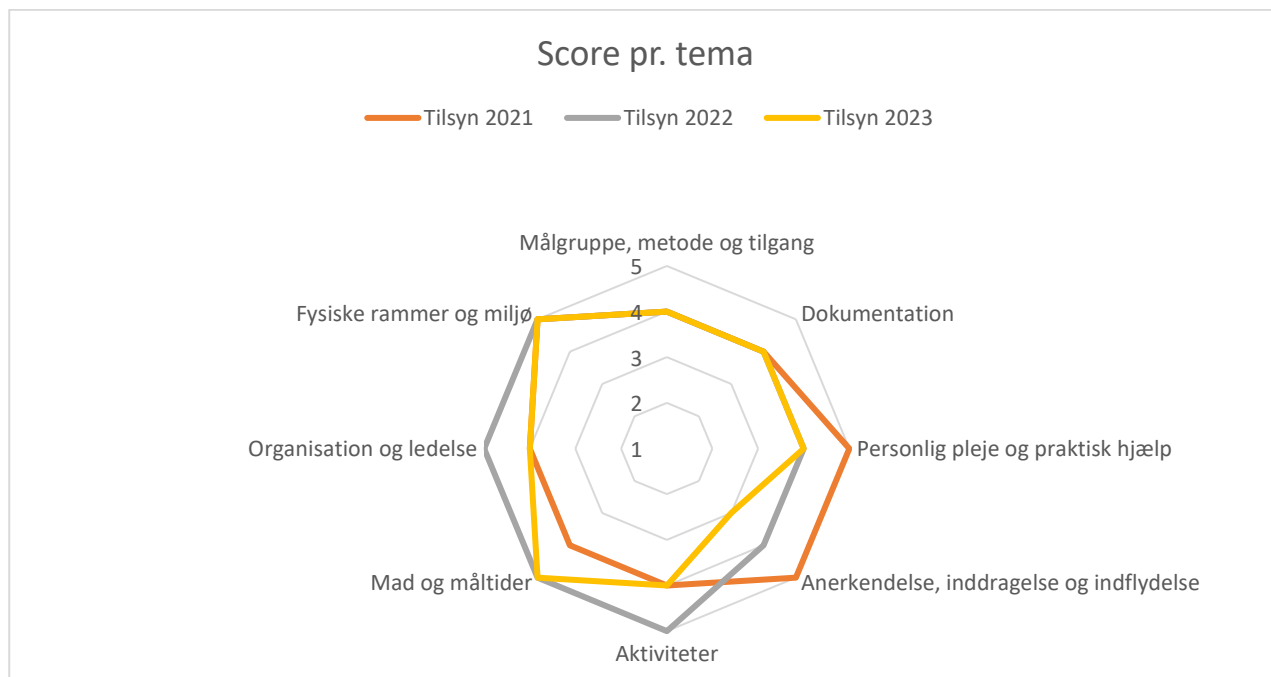 Score pr. tema
Tilsyn 2021 Tilsyn 2022 Tilsyn 2023
Målgruppe, metode og tilgang
5
Fysiske rammer og miljø 4 Dokumentation
3
2
Organisation og ledelse 1 Personlig pleje og praktisk hjælp
Mad og måltider Anerkendelse, inddragelse og indflydelse
Aktiviteter